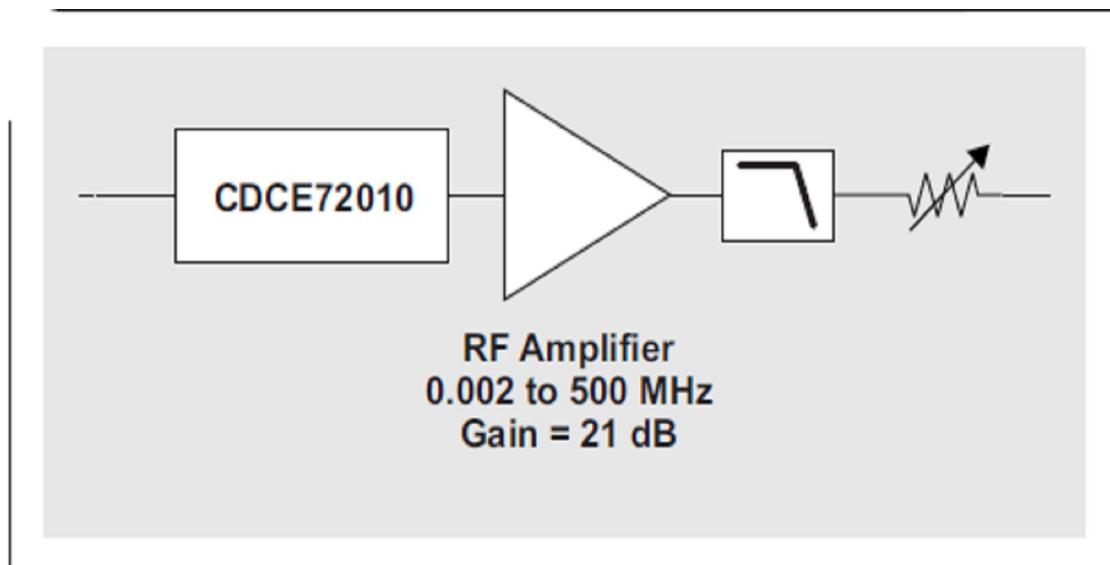 CDCE72010
RF Amplifier
0.002 to 500 MHz
Gain = 21 dB